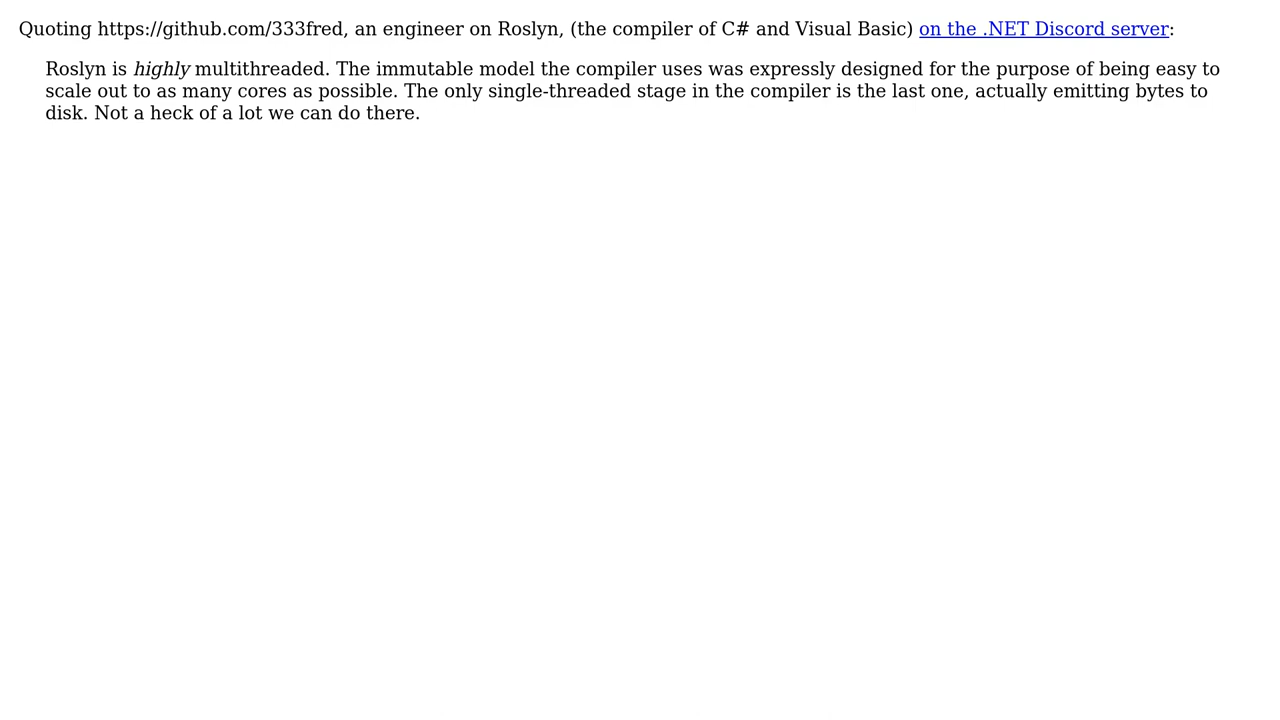 Quoting https://github.com/333fred, an engineer on Roslyn, (the compiler of C# and Visual Basic) on the .NET Discord server:
Roslyn is highly multithreaded. The immutable model the compiler uses was expressly designed for the purpose of being easy to
scale out to as many cores as possible. The only single-threaded stage in the compiler is the last one, actually emitting bytes to
disk. Not a heck of a lot we can do there.